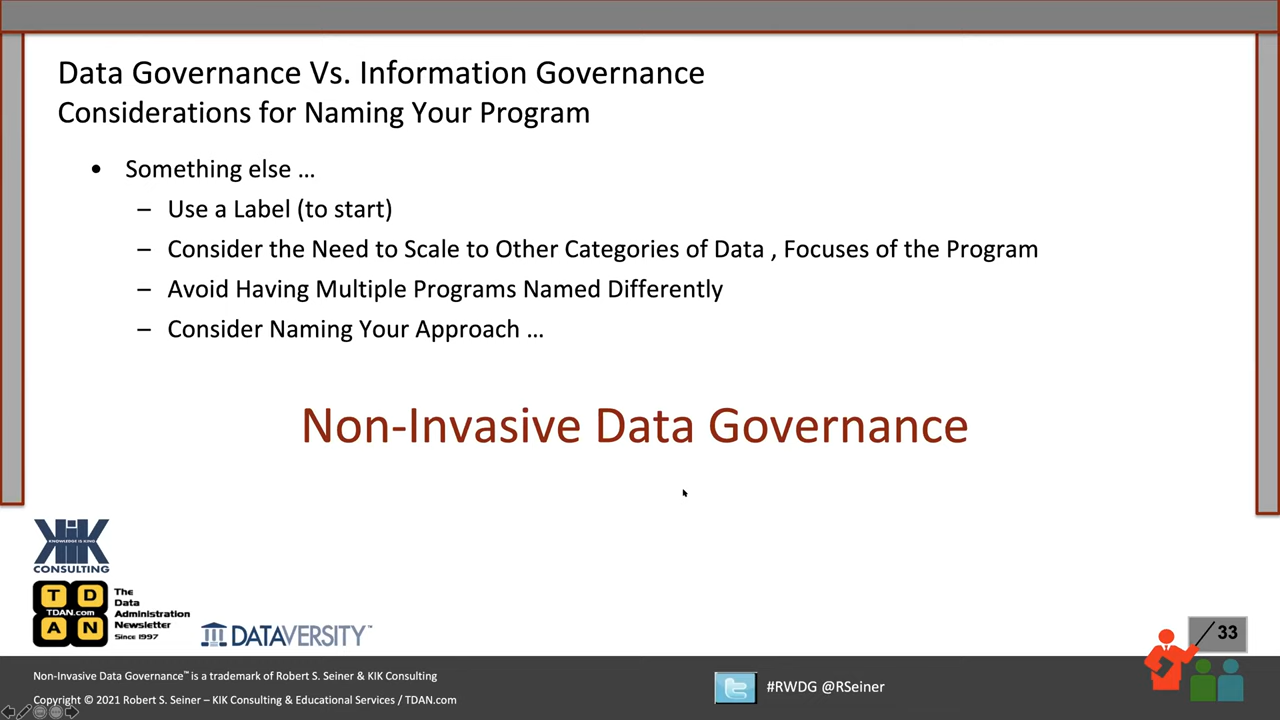 Data Governance Vs. Information Governance
Considerations for Naming Your Program
• Something else …
– Use a Label (to start)
– Consider the Need to Scale to Other Categories of Data , Focuses of the Program
– Avoid Having Multiple Programs Named Differently
– Consider Naming Your Approach …
Non-Invasive Data Governance
KIK
KNOWLEDGE IS KING
CONSULTING
T D
TDAN.com
A N
The
Data
Administration
Newsletter
Since 1997
DATAVERSITY™
33
Non-Invasive Data Governance™ is a trademark of Robert S. Seiner & KIK Consulting
Copyright © 2021 Robert S. Seiner – KIK Consulting & Educational Services / TDAN.com
#RWDG @RSeiner